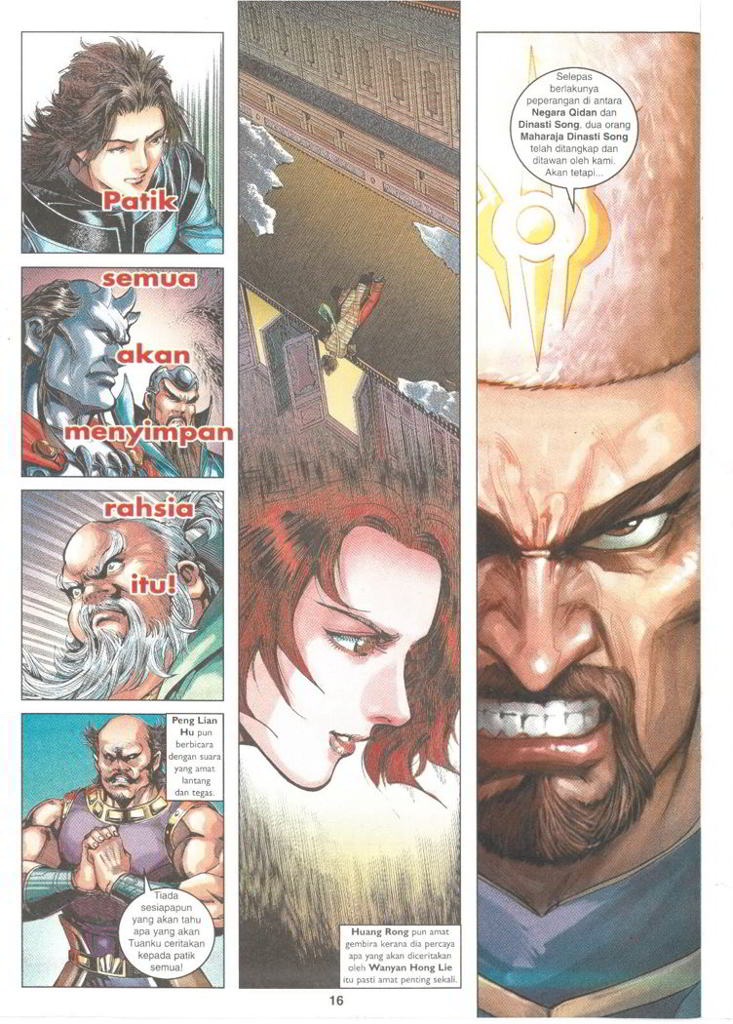 Patik
semua
akan
menyimpan
rahsia
itu!
Peng Lian
Hu pun
berbicara
dengan suara
yang amat
lantang
dan tegas.
Tiada
sesiapapun
yang akan tahu
apa yang akan
Tuanku ceritakan
kepada patik
semua!
Huang Rong pun amat
gembira kerana dia percaya
apa yang akan diceritakan
oleh Wanyan Hong Lie
itu pasti amat penting sekali.
Selepas
berlakunya
peperangan di antara
Negara Qidan dan
Dinasti Song, dua orang
Maharaja Dinasti Song
telah ditangkap dan
ditawan oleh kami.
Akan tetapi...
16